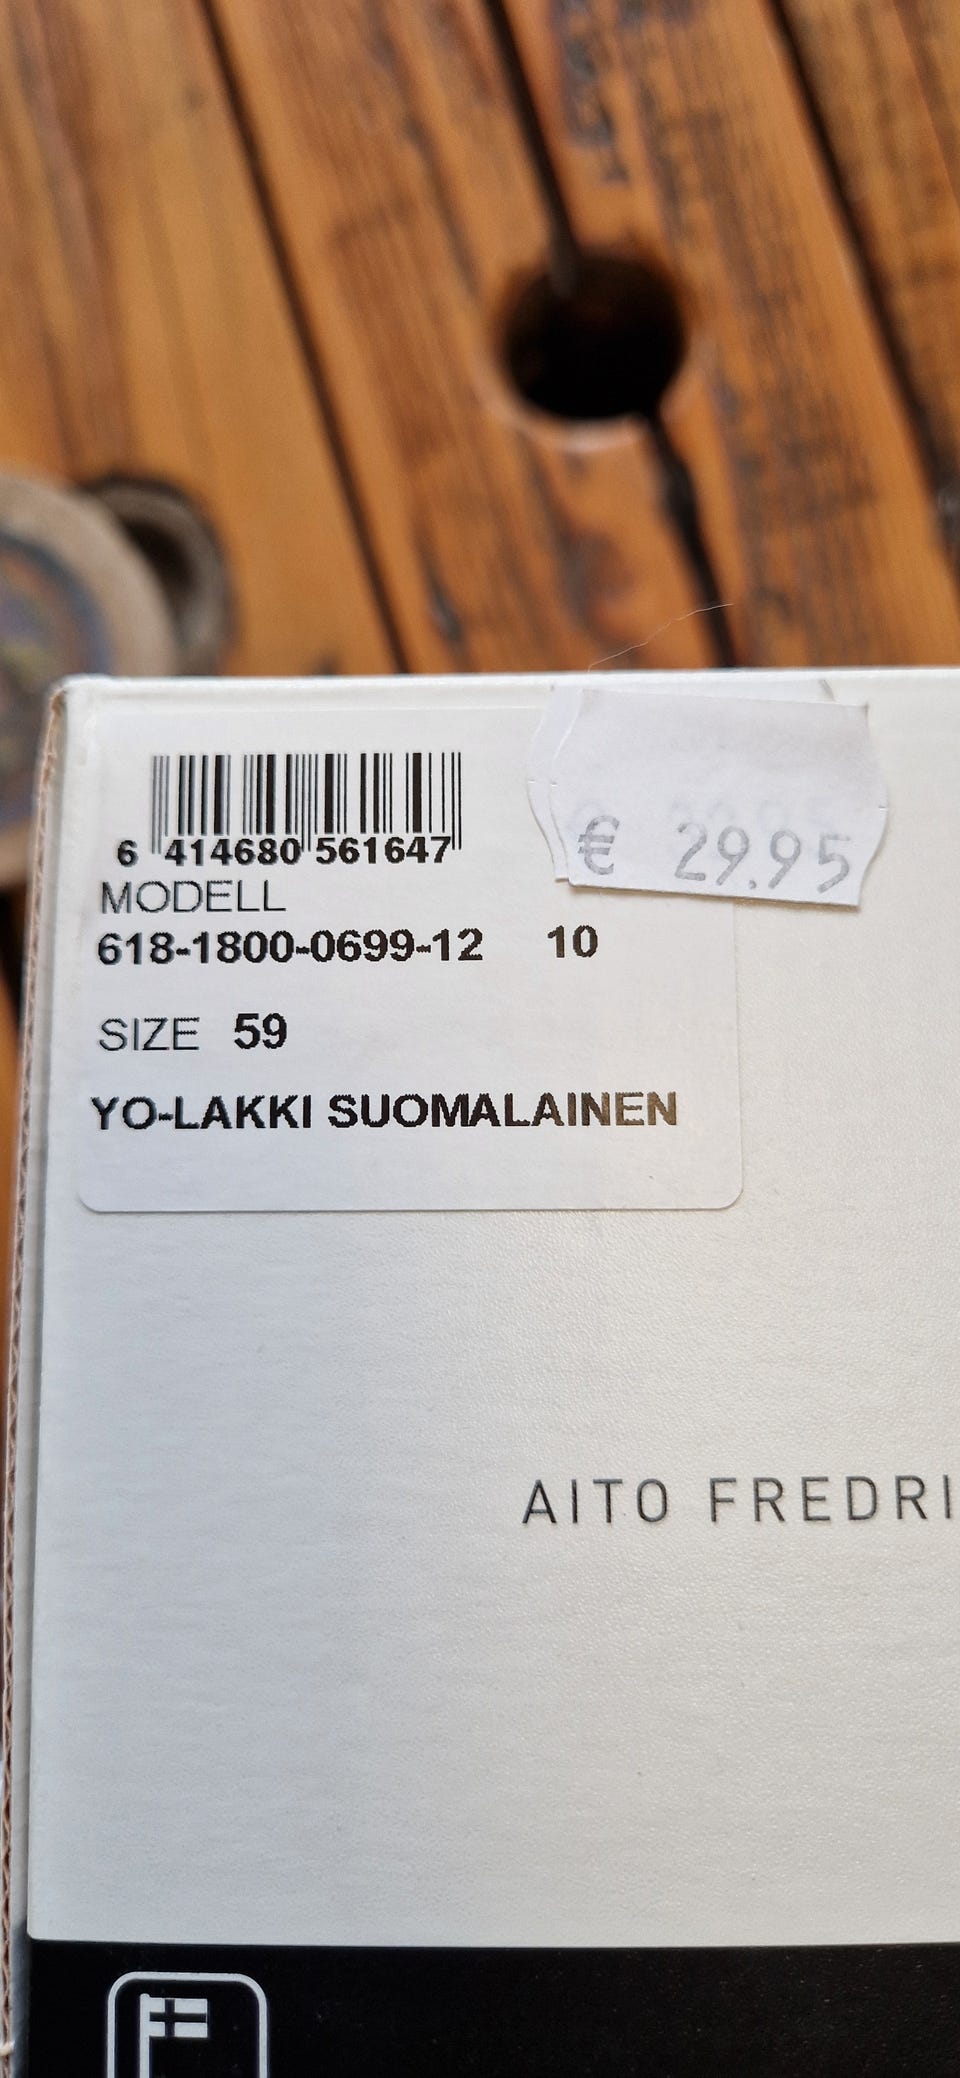 6 414680 561647
€ 29.95
MODELL
618-1800-0699-12 10
SIZE 59
YO-LAKKI SUOMALAINEN
AITO FREDRI